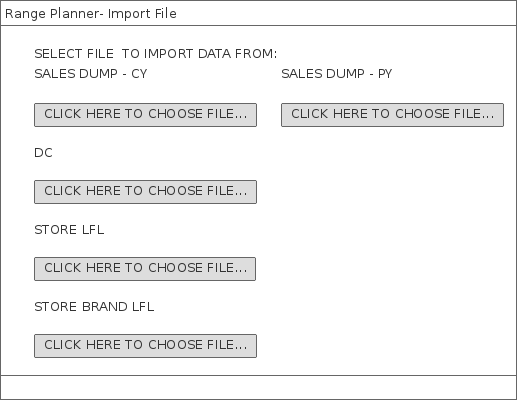 Range Planner- Import File
SELECT FILE  TO IMPORT DATA FROM:
SALES DUMP - CY
SALES DUMP - PY
CLICK HERE TO CHOOSE FILE...
CLICK HERE TO CHOOSE FILE...
DC
CLICK HERE TO CHOOSE FILE...
STORE LFL
CLICK HERE TO CHOOSE FILE...
STORE BRAND LFL
CLICK HERE TO CHOOSE FILE...